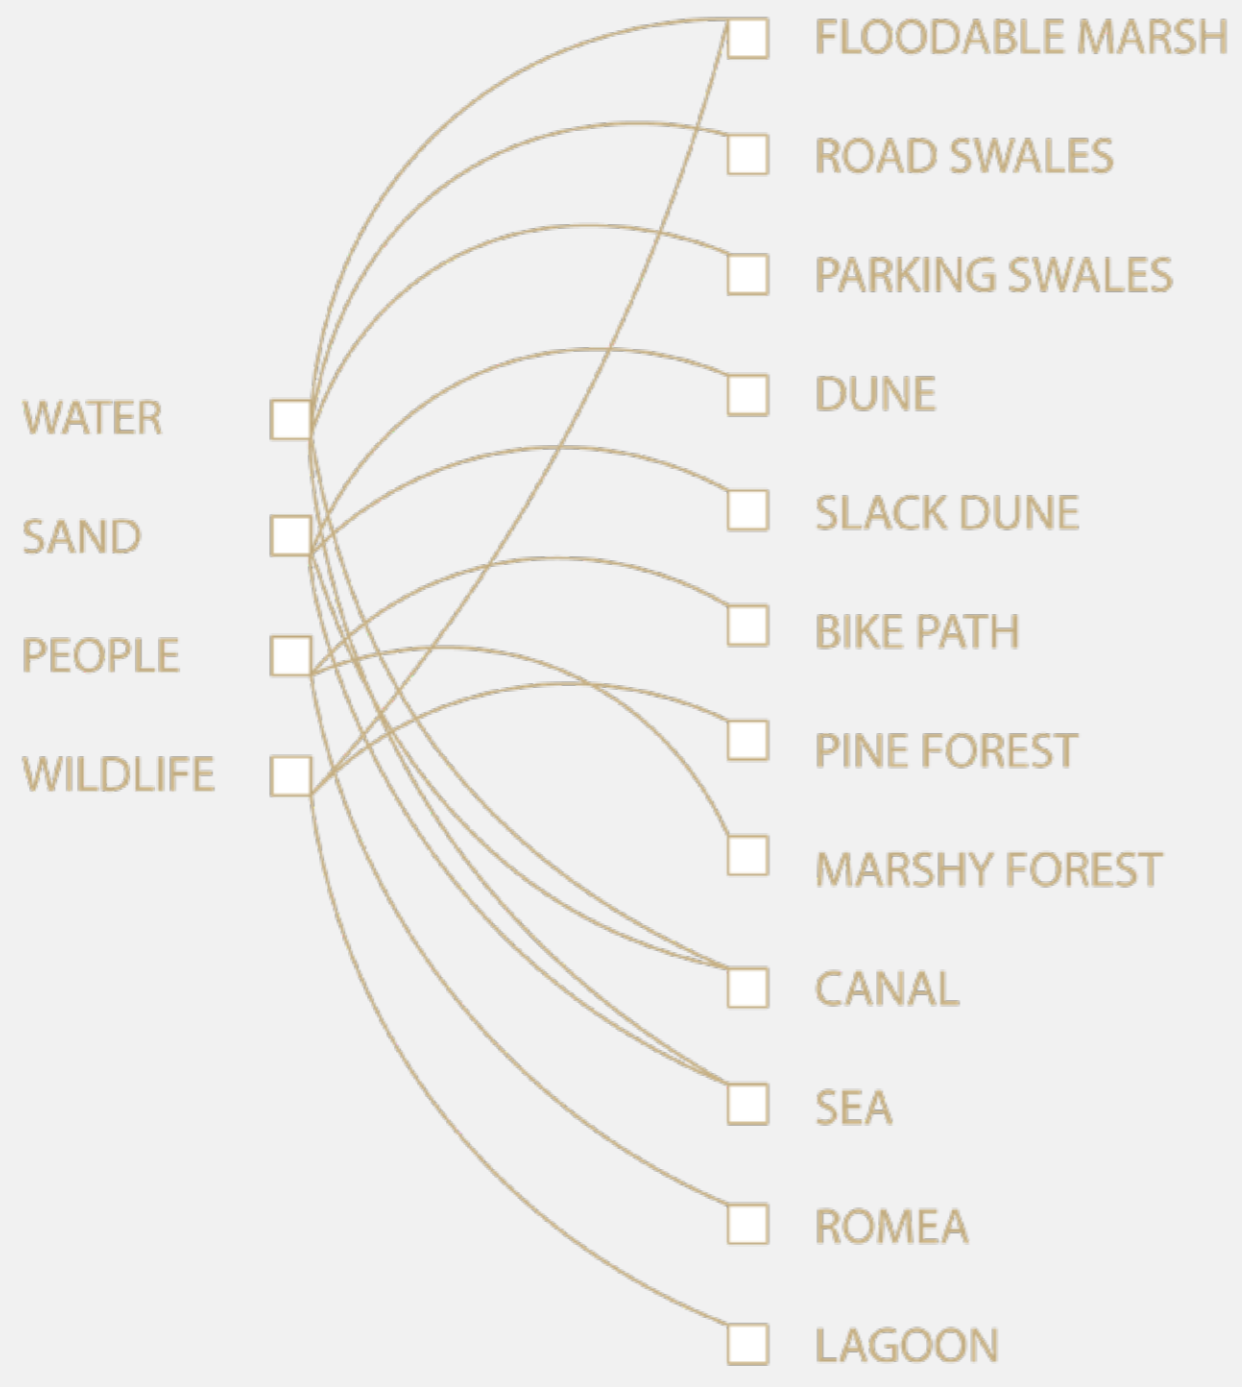 WATER
SAND
PEOPLE
WILDLIFE
FLOODABLE MARSH
ROAD SWALES
PARKING SWALES
DUNE
SLACK DUNE
BIKE PATH
PINE FOREST
MARSHY FOREST
CANAL
SEA
ROMEA
LAGOON